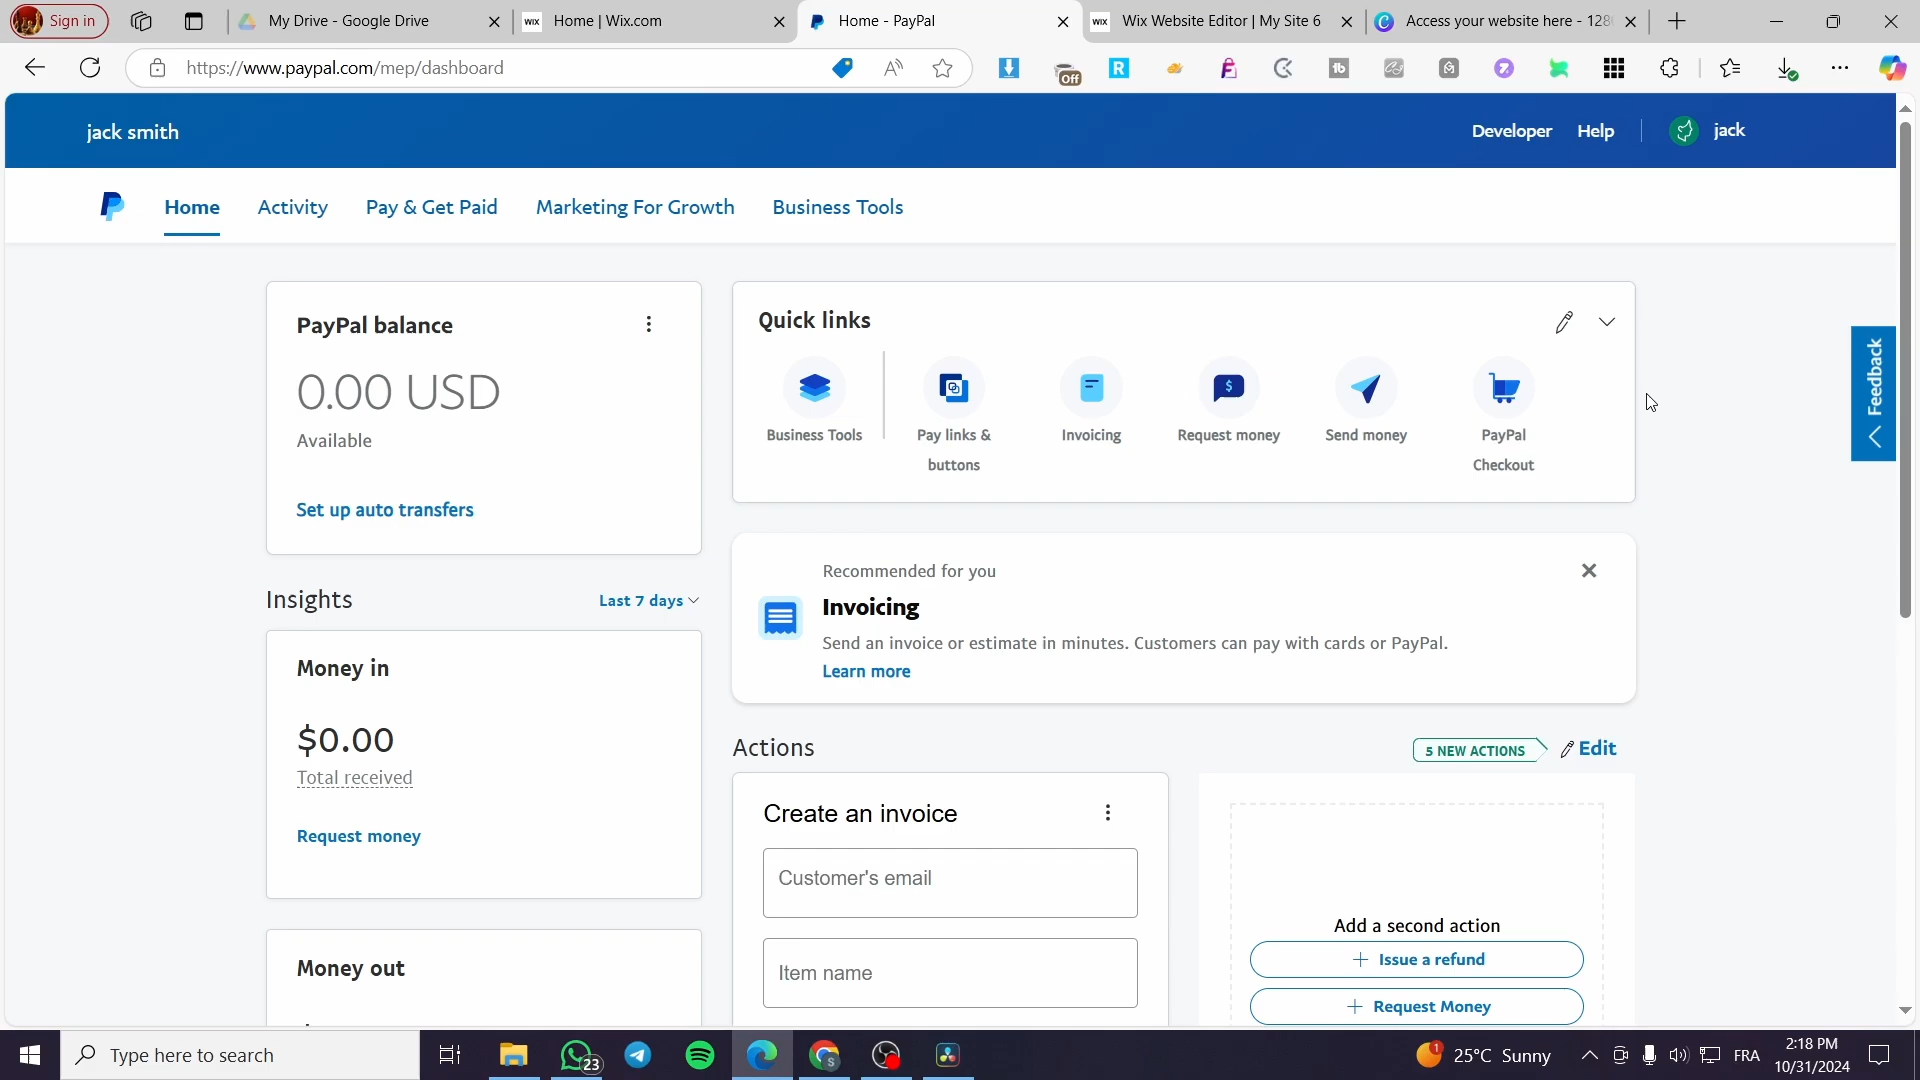 Sign in
My Drive - Google Drive
WiX Home | Wix.com
Home - PayPal
WiX Wix Website Editor | My Site 6
Access your website here - 128
https://www.paypal.com/mep/dashboard
Off
jack smith
Developer Help jack
Home Activity Pay & Get Paid Marketing For Growth Business Tools
PayPal balance
0.00 USD
Available
Set up auto transfers
Quick links
Business Tools
Pay links &
buttons
Invoicing
Request money
Send money
PayPal
Checkout
Feedback
Recommended for you
Invoicing
Send an invoice or estimate in minutes. Customers can pay with cards or PayPal.
Learn more
Insights
Last 7 days
Money in
$0.00
Total received
Request money
Money out
Actions
5 NEW ACTIONS
Edit
Create an invoice
Customer's email
Item name
Add a second action
Issue a refund
Request Money
Type here to search
23
1
25°C Sunny
FRA
2:18 PM
10/31/2024